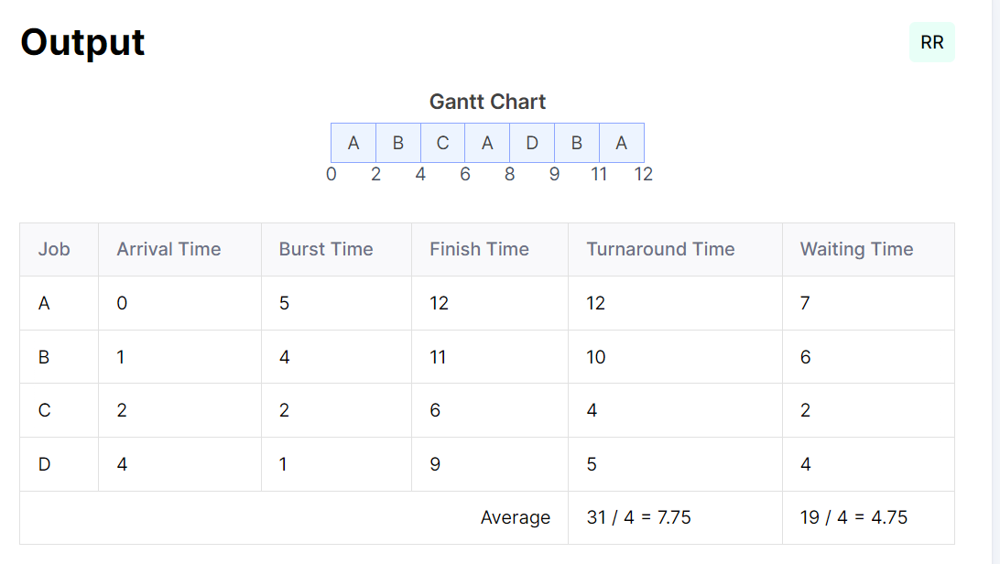 Output
RR
Gantt Chart
A B C A D B A
0 2 4 6 8 9 11 12
Job Arrival Time Burst Time Finish Time Turnaround Time Waiting Time
A 0 5 12 12 7
B 1 4 11 10 6
C 2 2 6 4 2
D 4 1 9 5 4
Average 31 / 4 = 7.75 19 / 4 = 4.75